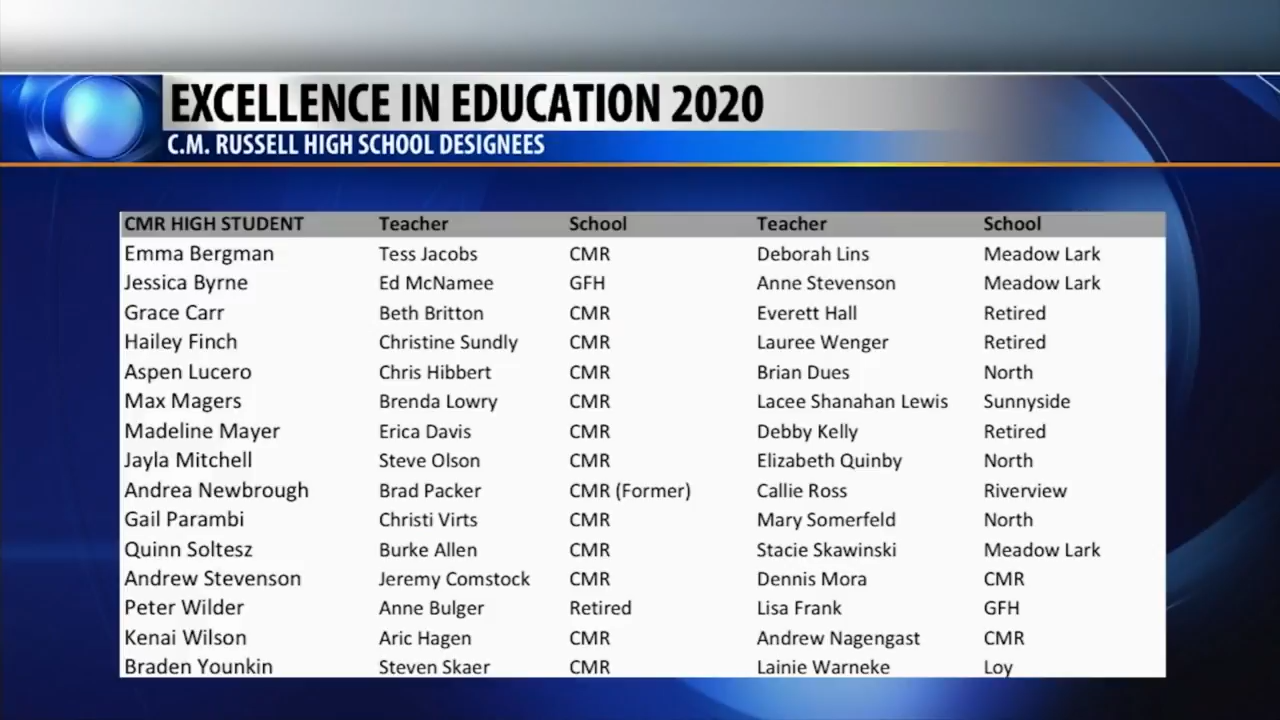 EXCELLENCE IN EDUCATION 2020
C.M. RUSSELL HIGH SCHOOL DESIGNEES
CMR HIGH STUDENT Teacher School Teacher School
Emma Bergman Tess Jacobs CMR Deborah Lins Meadow Lark
Jessica Byrne Ed McNamee GFH Anne Stevenson Meadow Lark
Grace Carr Beth Britton CMR Everett Hall Retired
Hailey Finch Christine Sundly CMR Lauree Wenger Retired
Aspen Lucero Chris Hibbert CMR Brian Dues North
Max Magers Brenda Lowry CMR Lacee Shanahan Lewis Sunnyside
Madeline Mayer Erica Davis CMR Debby Kelly Retired
Jayla Mitchell Steve Olson CMR Elizabeth Quinby North
Andrea Newbrough Brad Packer CMR (Former) Callie Ross Riverview
Gail Parambi Christi Virts CMR Mary Somerfeld North
Quinn Soltesz Burke Allen CMR Stacie Skawinski Meadow Lark
Andrew Stevenson Jeremy Comstock CMR Dennis Mora CMR
Peter Wilder Anne Bulger Retired Lisa Frank GFH
Kenai Wilson Aric Hagen CMR Andrew Nagengast CMR
Braden Younkin Steven Skaer CMR Lainie Warneke Loy